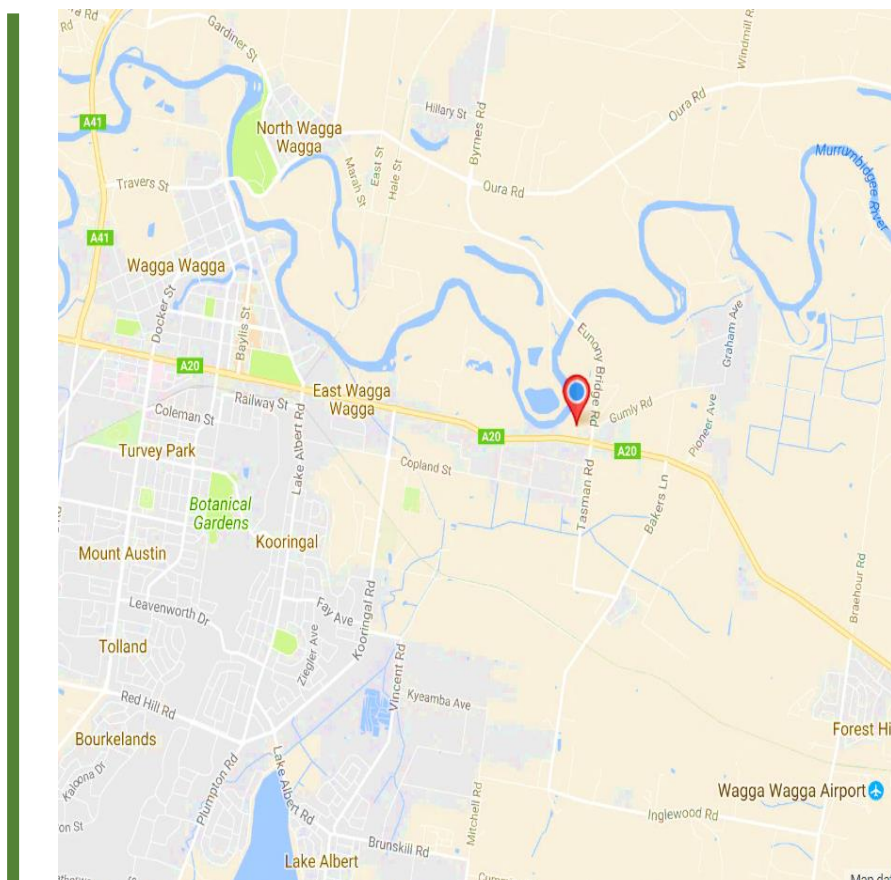 ra Rd
Gardiner St
Windmill Rd
A41
North Wagga
Wagga
Hillary St
Byrnes Rd
Oura Rd
East St
Hale St
Marah St
Murrumbidgee
River
Travers St
Oura Rd
A41
Wagga Wagga
Docker St
Baylis St
Eunony Bridge Rd
Graham Ave
A20
East Wagga
Wagga
Railway St
Coleman St
Gumly Rd
Pioneer Ave
A20
A20
Turvey Park
Lake Albert Rd
Copland St
Botanical
Gardens
Tasman Rd
Bakers Ln
Kooringal
Mount Austin
Leavenworth Dr
Fay Ave
Kooringal Rd
Braehour Rd
Tolland
Ziegler Ave
Vincent Rd
Red Hill Rd
Kyeamba Ave
Bourkelands
Forest Hi
Kaloona Dr
Plumpton Rd
Lake Albert Rd
Wagga Wagga Airport
Mitchell Rd
Inglewood Rd
on St
Brunskill Rd
Lake Albert
Map da